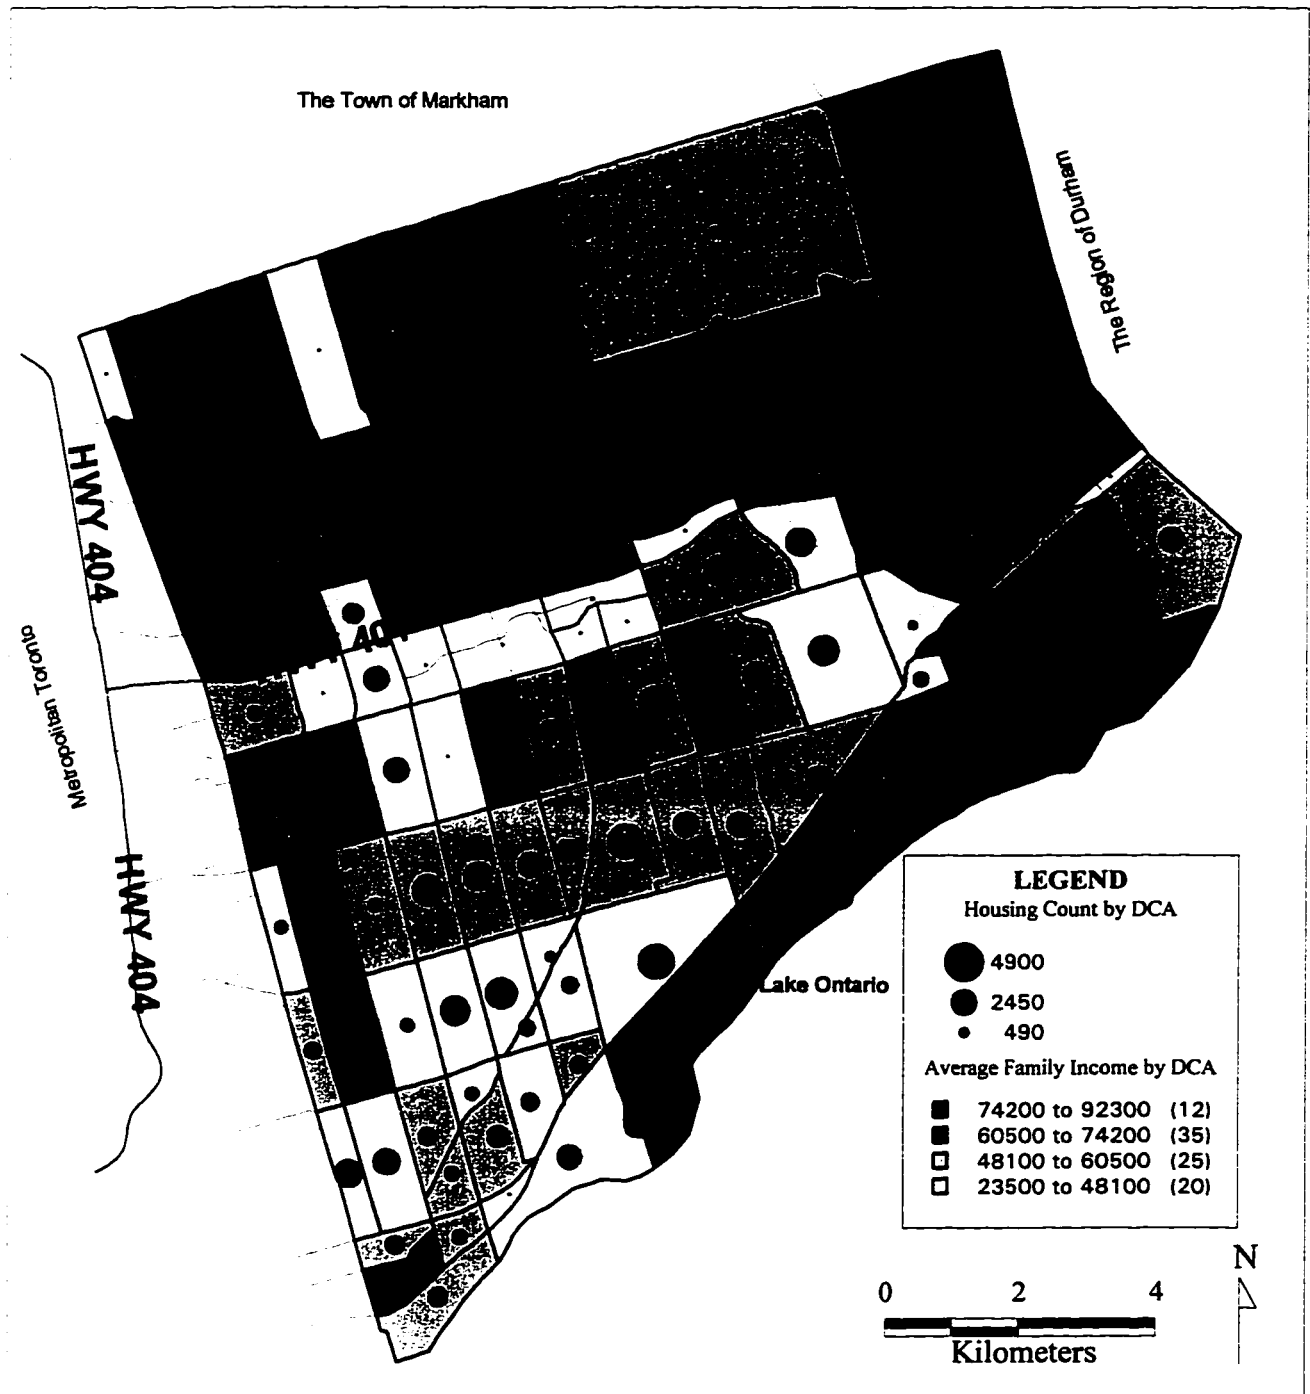 The Town of Markham
The Region of Durham
HWY 404
Metropolitan Toronto
HWY 404
Lake Ontario
LEGEND
Housing Count by DCA
4900
2450
490
Average Family Income by DCA
74200 to 92300 (12)
60500 to 74200 (35)
48100 to 60500 (25)
23500 to 48100 (20)
N
0 2 4
Kilometers